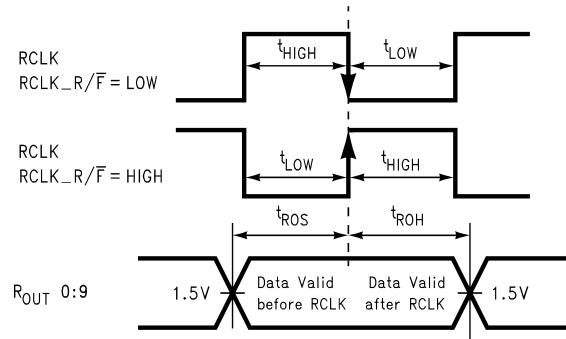 RCLK
RCLK_R/F̅ = LOW
tHIGH
tLOW
RCLK
RCLK_R/F̅ = HIGH
tLOW
tHIGH
tROS
tROH
ROUT 0:9
1.5V
Data Valid
before RCLK
Data Valid
after RCLK
1.5V